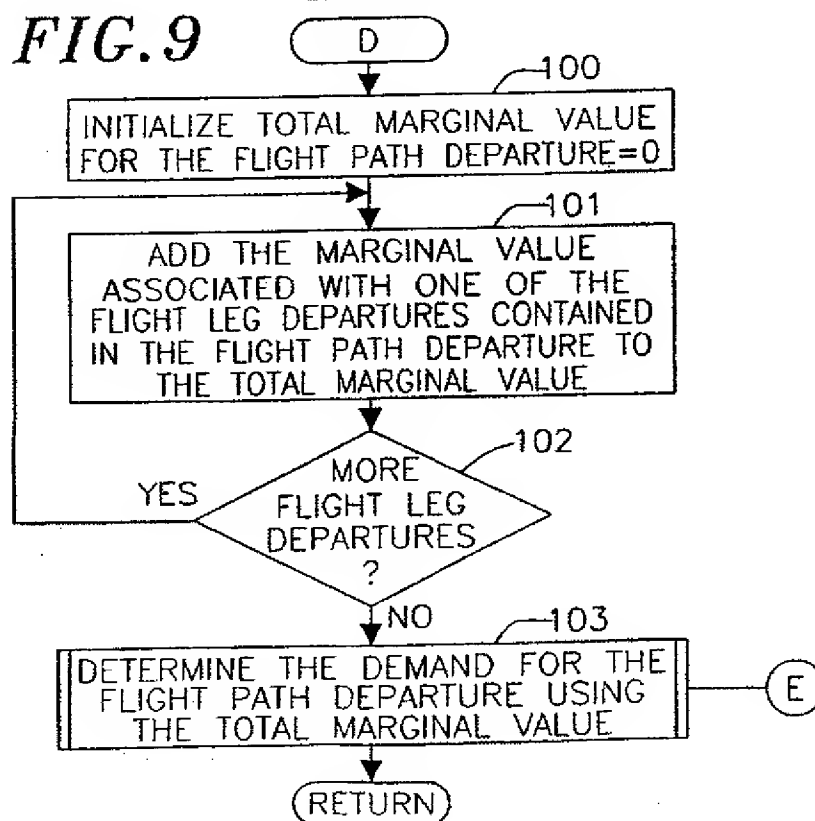 FIG. 9
D
100
INITIALIZE TOTAL MARGINAL VALUE
FOR THE FLIGHT PATH DEPARTURE=0
101
ADD THE MARGINAL VALUE
ASSOCIATED WITH ONE OF THE
FLIGHT LEG DEPARTURES CONTAINED
IN THE FLIGHT PATH DEPARTURE TO
THE TOTAL MARGINAL VALUE
102
MORE
FLIGHT LEG
DEPARTURES
?
YES
NO
103
DETERMINE THE DEMAND FOR THE
FLIGHT PATH DEPARTURE USING
THE TOTAL MARGINAL VALUE
E
RETURN